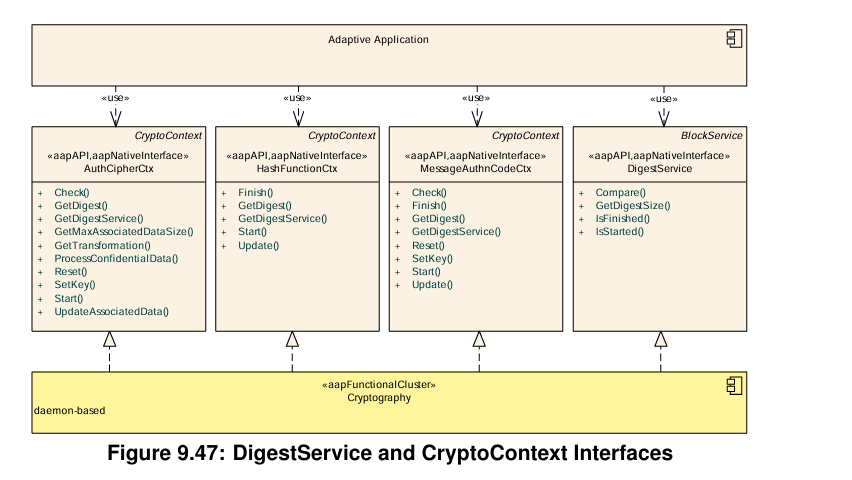 Adaptive Application
«use»
«use»
«use»
«use»
CryptoContext
«aapAPI,aapNativeInterface»
AuthCipherCtx
+ Check()
+ GetDigest()
+ GetDigestService()
+ GetMaxAssociatedDataSize()
+ GetTransformation()
+ ProcessConfidentialData()
+ Reset()
+ SetKey()
+ Start()
+ UpdateAssociatedData()
CryptoContext
«aapAPI,aapNativeInterface»
HashFunctionCtx
+ Finish()
+ GetDigest()
+ GetDigestService()
+ Start()
+ Update()
CryptoContext
«aapAPI,aapNativeInterface»
MessageAuthnCodeCtx
+ Check()
+ Finish()
+ GetDigest()
+ GetDigestService()
+ Reset()
+ SetKey()
+ Start()
+ Update()
BlockService
«aapAPI,aapNativeInterface»
DigestService
+ Compare()
+ GetDigestSize()
+ IsFinished()
+ IsStarted()
«aapFunctionalCluster»
Cryptography
daemon-based
Figure 9.47: DigestService and CryptoContext Interfaces